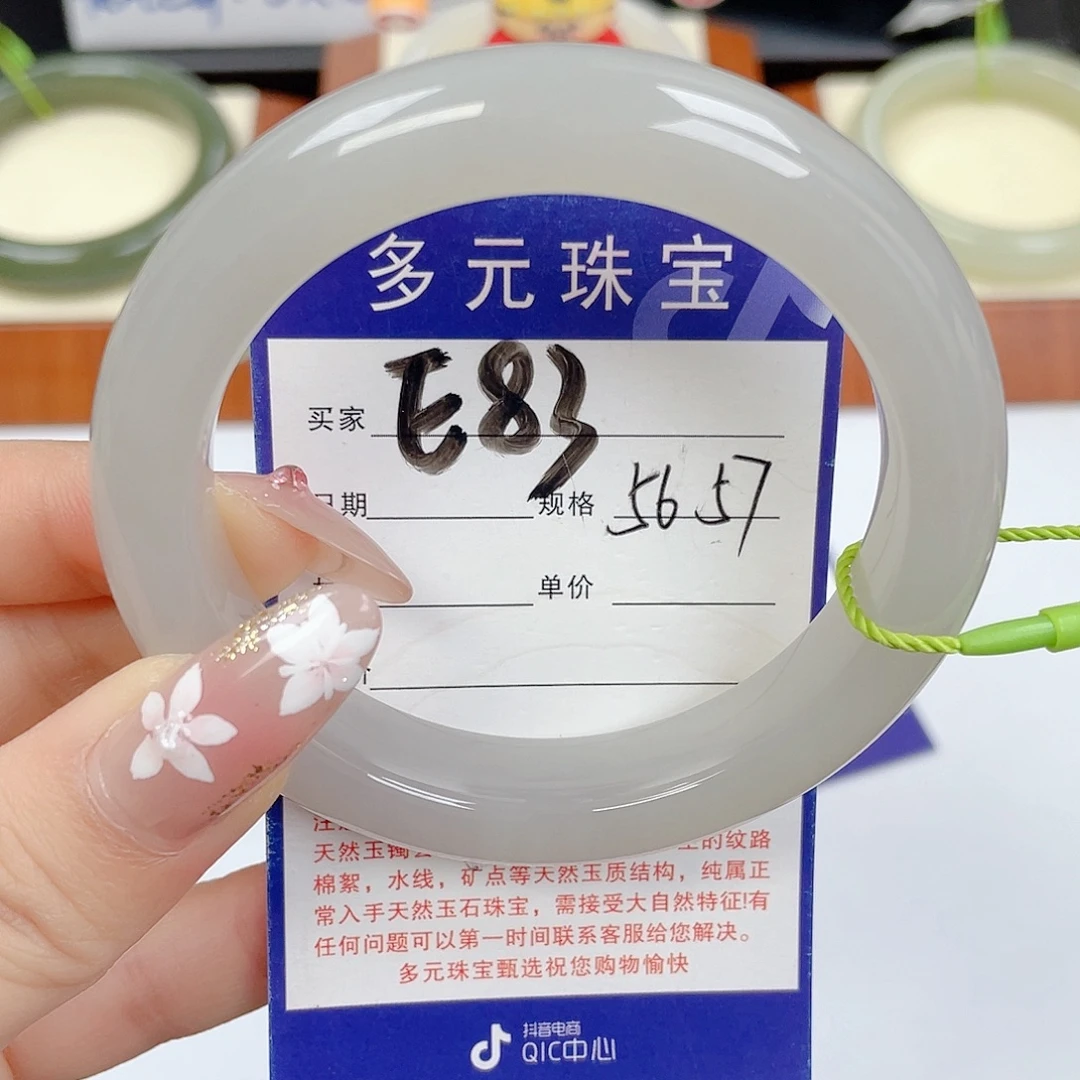 多元珠宝
买家 E83
日期 规格 56 57
单价
天然玉镯 的纹路
棉絮，水线，矿点等天然玉质结构，纯属正
常入手天然玉石珠宝，需接受大自然特征!有
任何问题可以第一时间联系客服给您解决。
多元珠宝甄选祝您购物愉快
抖音电商
QIC中心